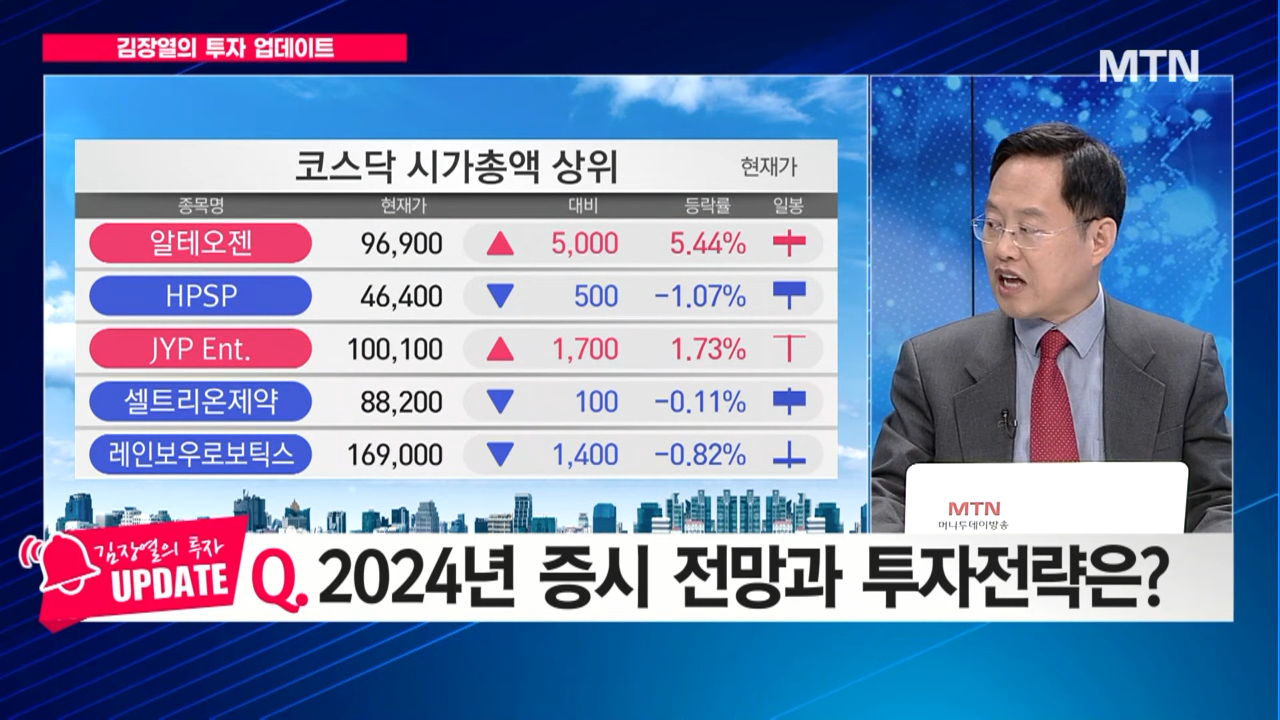 김장열의 투자 업데이트
MTN
코스닥 시가총액 상위 현재가
종목명 현재가 대비 등락률 일봉
알테오젠 96,900 ▲ 5,000 5.44%
HPSP 46,400 ▼ 500 -1.07%
JYP Ent. 100,100 ▲ 1,700 1.73%
셀트리온제약 88,200 ▼ 100 -0.11%
레인보우로보틱스 169,000 ▼ 1,400 -0.82%
MTN
머니투데이방송
김장열의 투자
UPDATE
Q. 2024년 증시 전망과 투자전략은?